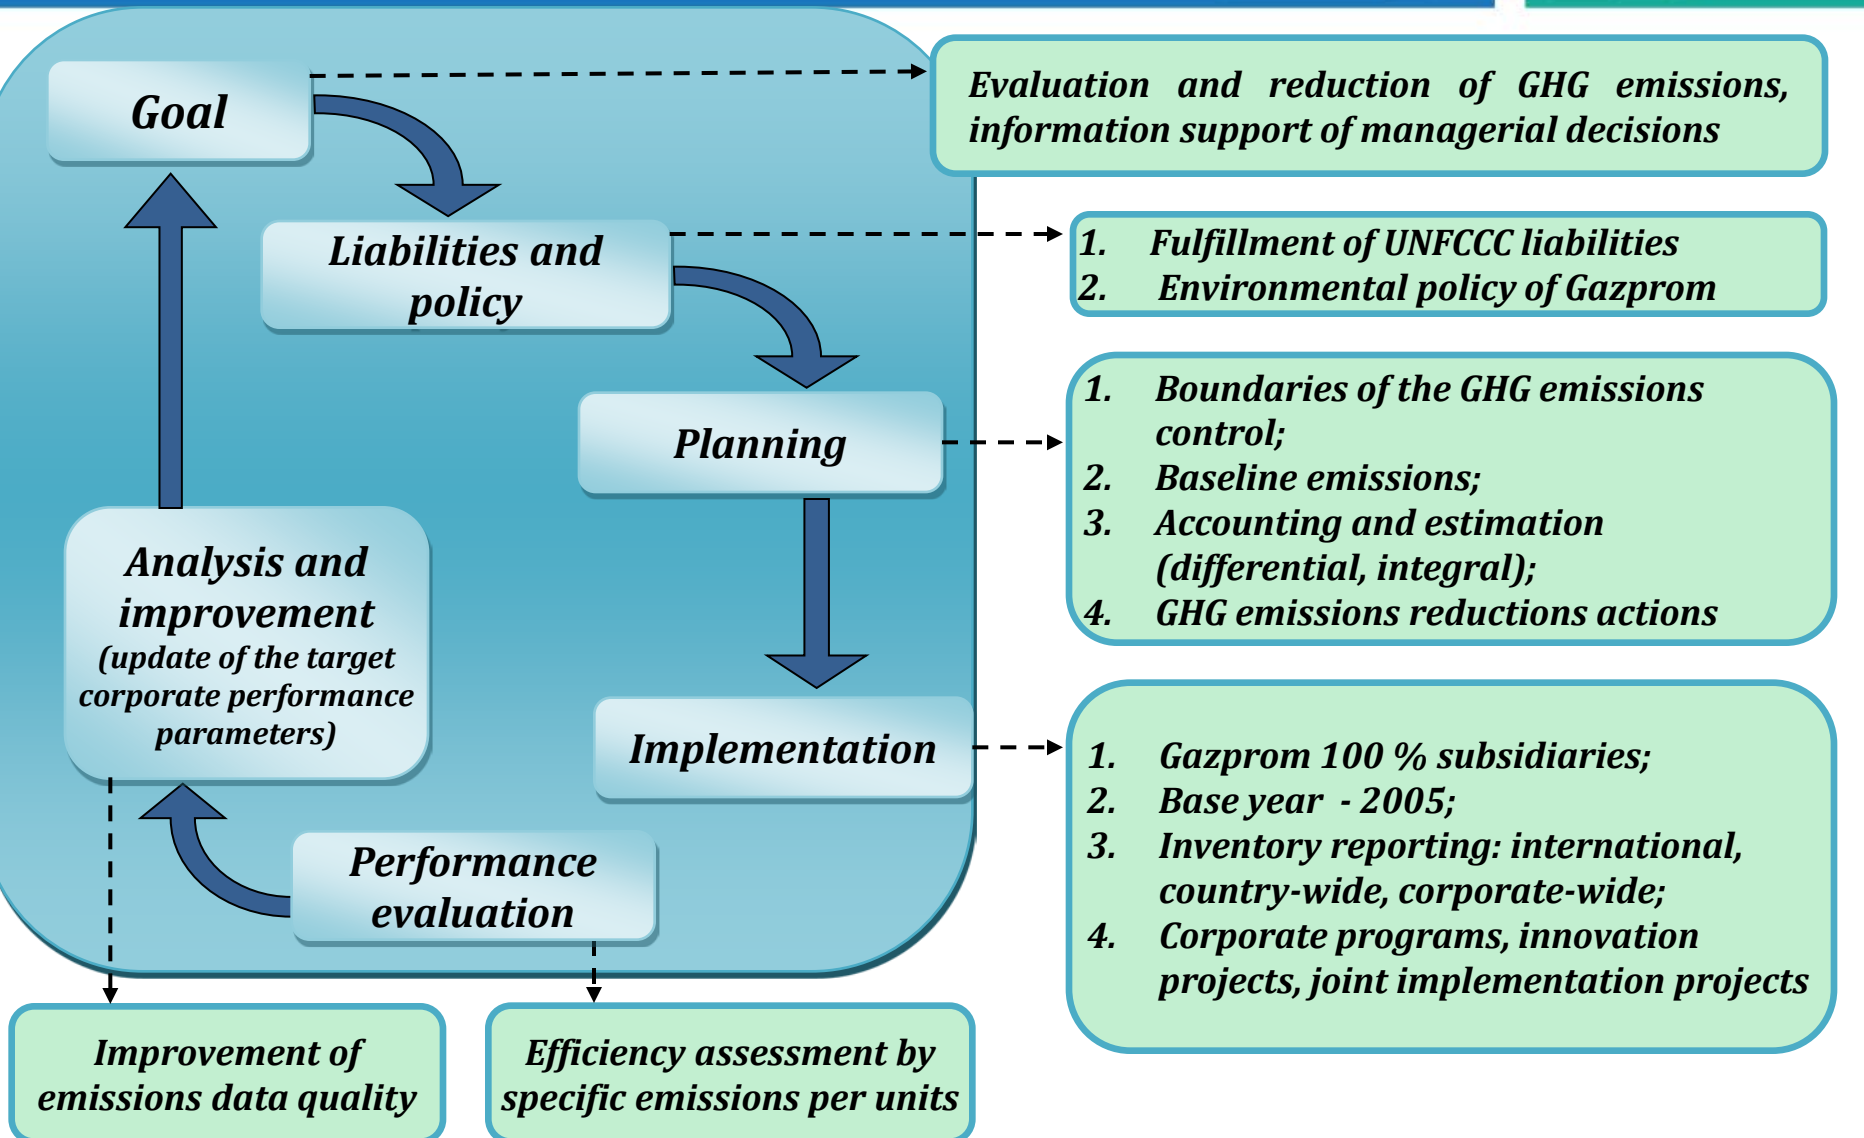 Goal
Evaluation and reduction of GHG emissions,
information support of managerial decisions
Liabilities and
policy
1. Fulfillment of UNFCCC liabilities
2. Environmental policy of Gazprom
Planning
1. Boundaries of the GHG emissions
control;
2. Baseline emissions;
3. Accounting and estimation
(differential, integral);
4. GHG emissions reductions actions
Analysis and
improvement
(update of the target
corporate performance
parameters)
Implementation
1. Gazprom 100 % subsidiaries;
2. Base year - 2005;
3. Inventory reporting: international,
country-wide, corporate-wide;
4. Corporate programs, innovation
projects, joint implementation projects
Performance
evaluation
Improvement of
emissions data quality
Efficiency assessment by
specific emissions per units